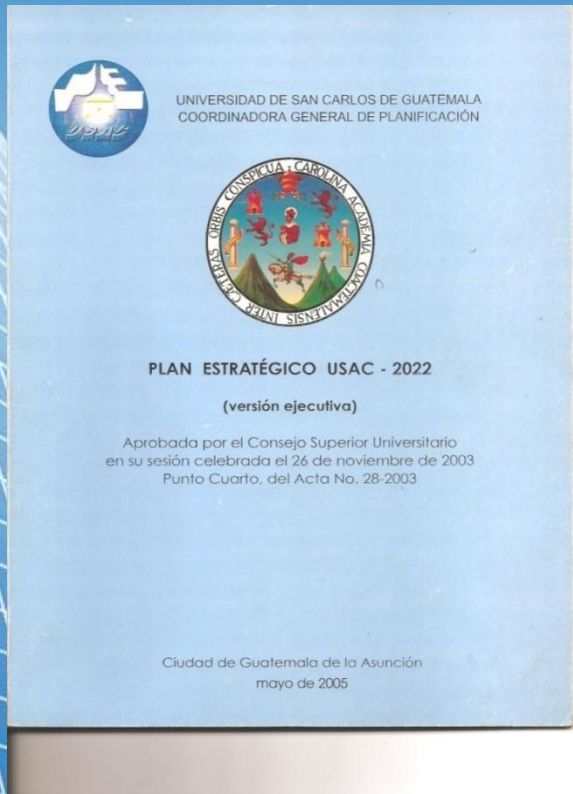 UNIVERSIDAD DE SAN CARLOS DE GUATEMALA
COORDINADORA GENERAL DE PLANIFICACIÓN
INTER CÆTERAS ORBIS CONSPICUA CAROLINA ACADEMIA COACTEMALENSIS
PLAN ESTRATÉGICO USAC - 2022
(versión ejecutiva)
Aprobada por el Consejo Superior Universitario
en su sesión celebrada el 26 de noviembre de 2003
Punto Cuarto, del Acta No. 28-2003
Ciudad de Guatemala de la Asunción
mayo de 2005